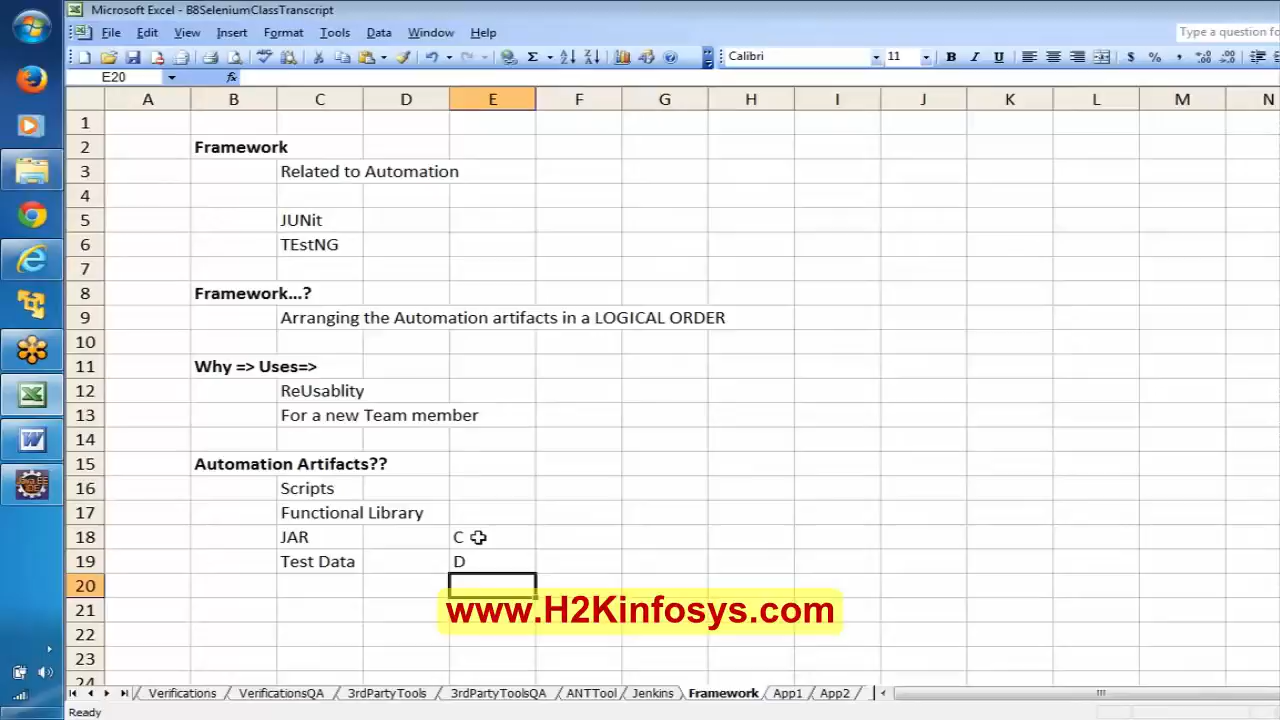 Microsoft Excel - B8SeleniumClassTranscript
File Edit View Insert Format Tools Data Window Help
Type a question fo
Calibri 11 B I U $ % ,
E20 fx
A B C D E F G H I J K L M N
1
2 Framework
3 Related to Automation
4
5 JUNit
6 TEstNG
7
8 Framework...?
9 Arranging the Automation artifacts in a LOGICAL ORDER
10
11 Why => Uses=>
12 ReUsablity
13 For a new Team member
14
15 Automation Artifacts??
16 Scripts
17 Functional Library
18 JAR C
19 Test Data D
20
21
22
23
24
www.H2Kinfosys.com
Verifications VerificationsQA 3rdPartyTools 3rdPartyToolsQA ANTTool Jenkins Framework App1 App2
Ready